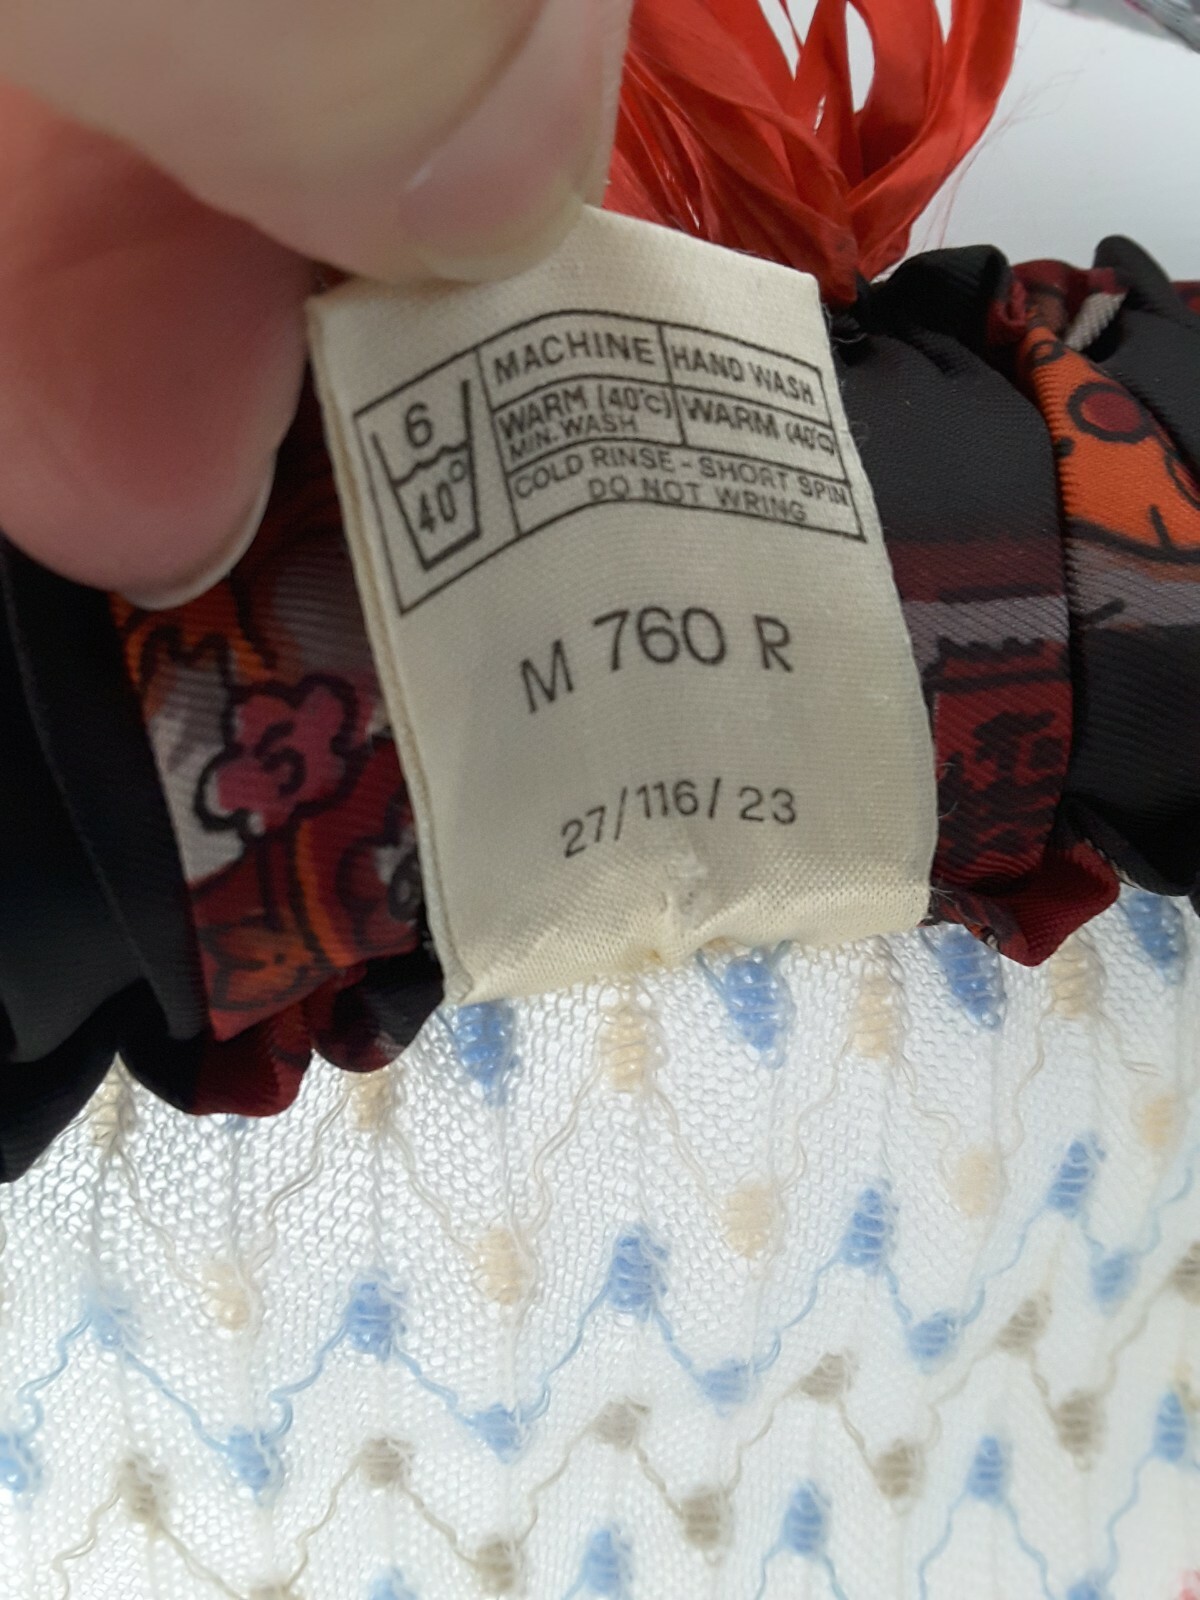 6
40°
MACHINE
HAND WASH
WARM (40°C)
MIN. WASH
WARM (40°C)
COLD RINSE - SHORT SPIN
DO NOT WRING
M 760 R
27/116/23